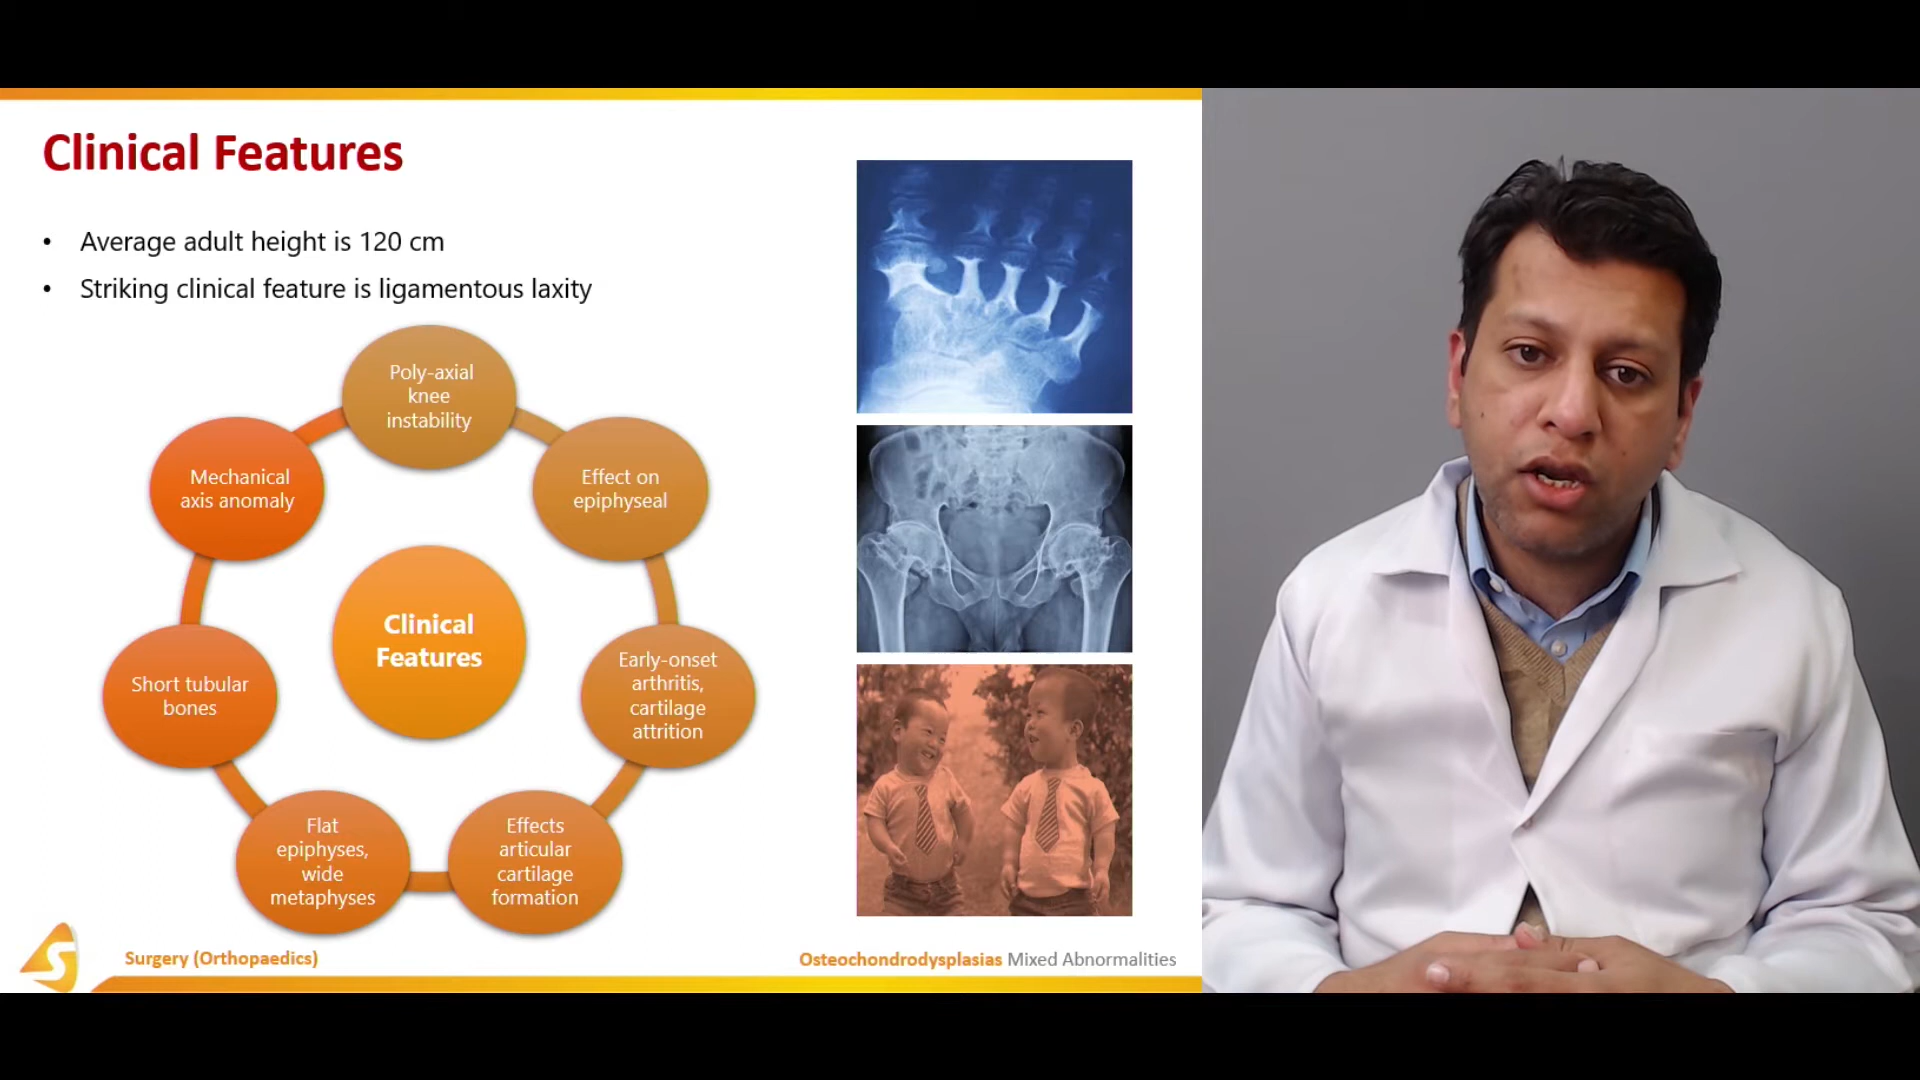 Clinical Features
• Average adult height is 120 cm
• Striking clinical feature is ligamentous laxity
Poly-axial
knee
instability
Effect on
epiphyseal
Early-onset
arthritis,
cartilage
attrition
Effects
articular
cartilage
formation
Flat
epiphyses,
wide
metaphyses
Short tubular
bones
Mechanical
axis anomaly
Clinical
Features
S
Surgery (Orthopaedics)
Osteochondrodysplasias Mixed Abnormalities